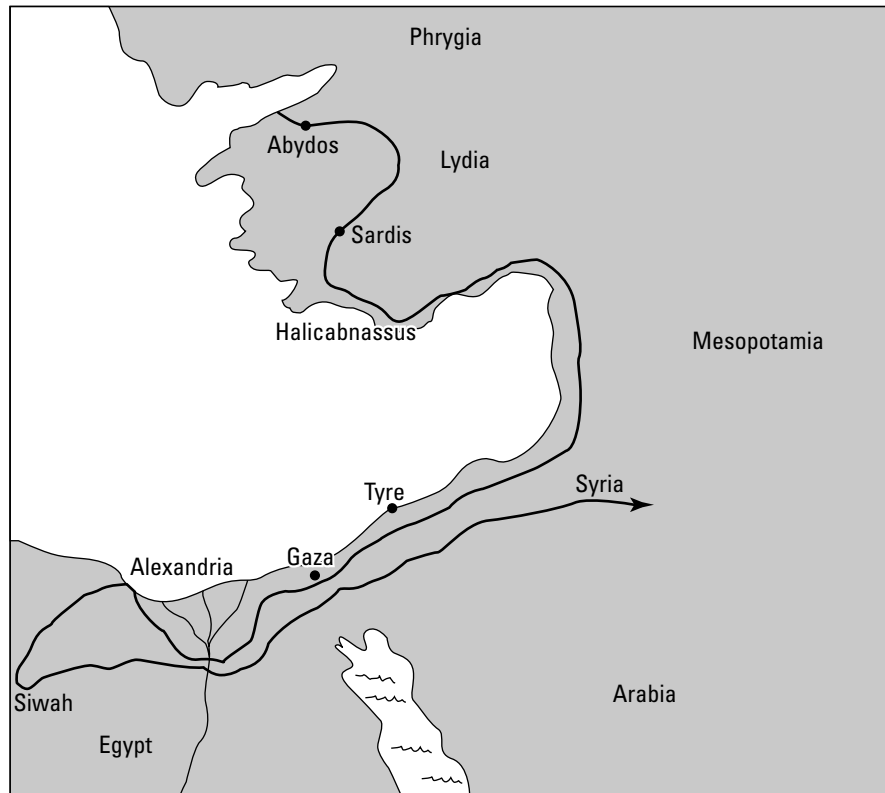 Phrygia
Abydos
Lydia
Sardis
Halicabnassus
Mesopotamia
Tyre
Syria
Gaza
Alexandria
Siwah
Arabia
Egypt